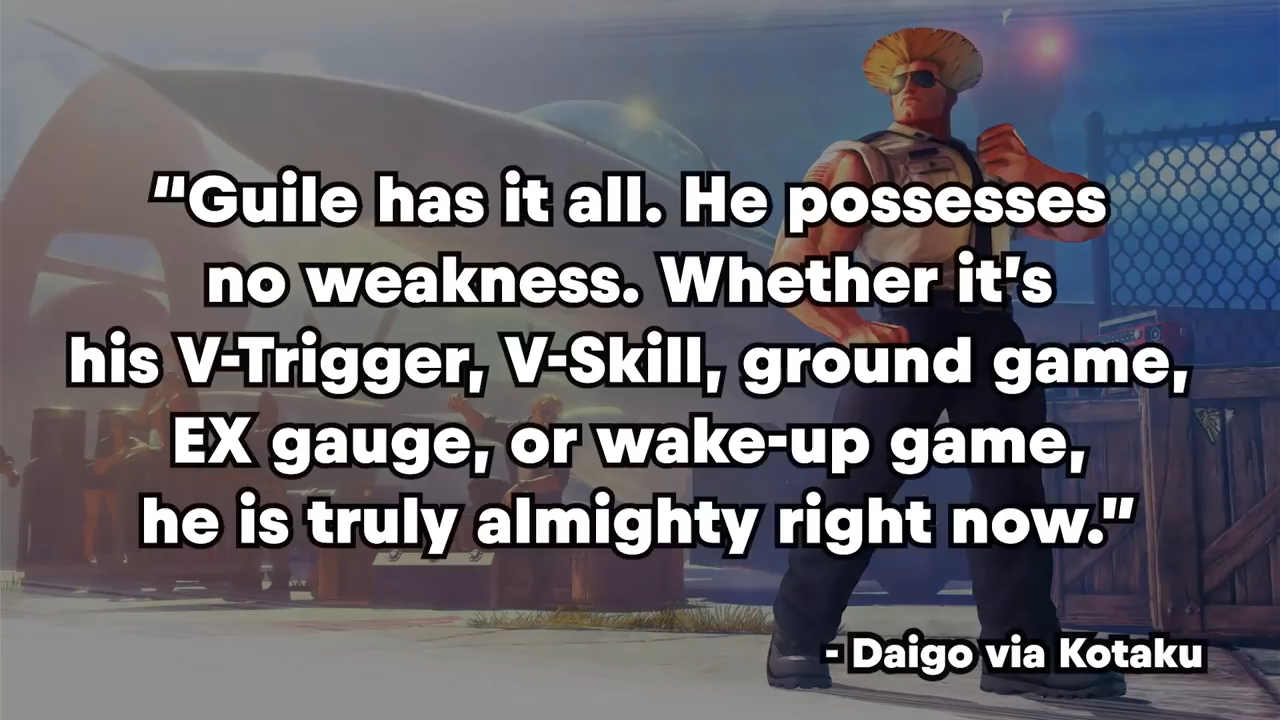 “Guile has it all. He possesses
no weakness. Whether it's
his V-Trigger, V-Skill, ground game,
EX gauge, or wake-up game,
he is truly almighty right now.”
- Daigo via Kotaku